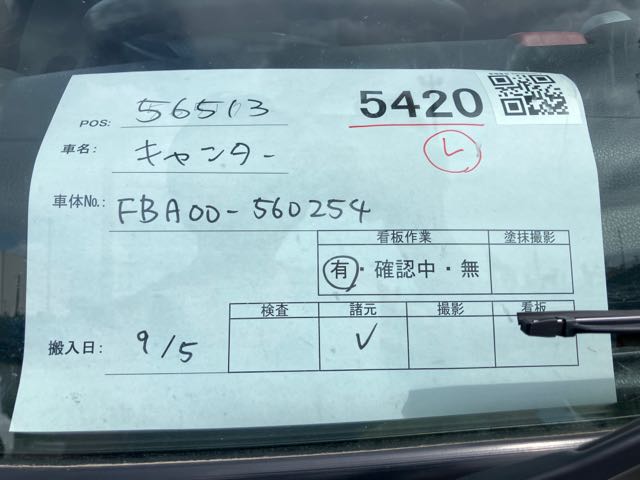 POS: 56513 5420
車名: キャンター
車体No.: FBA00-560254
看板作業 塗抹撮影
有・確認中・無
検査 諸元 撮影 看板
搬入日: 9/5 ✓